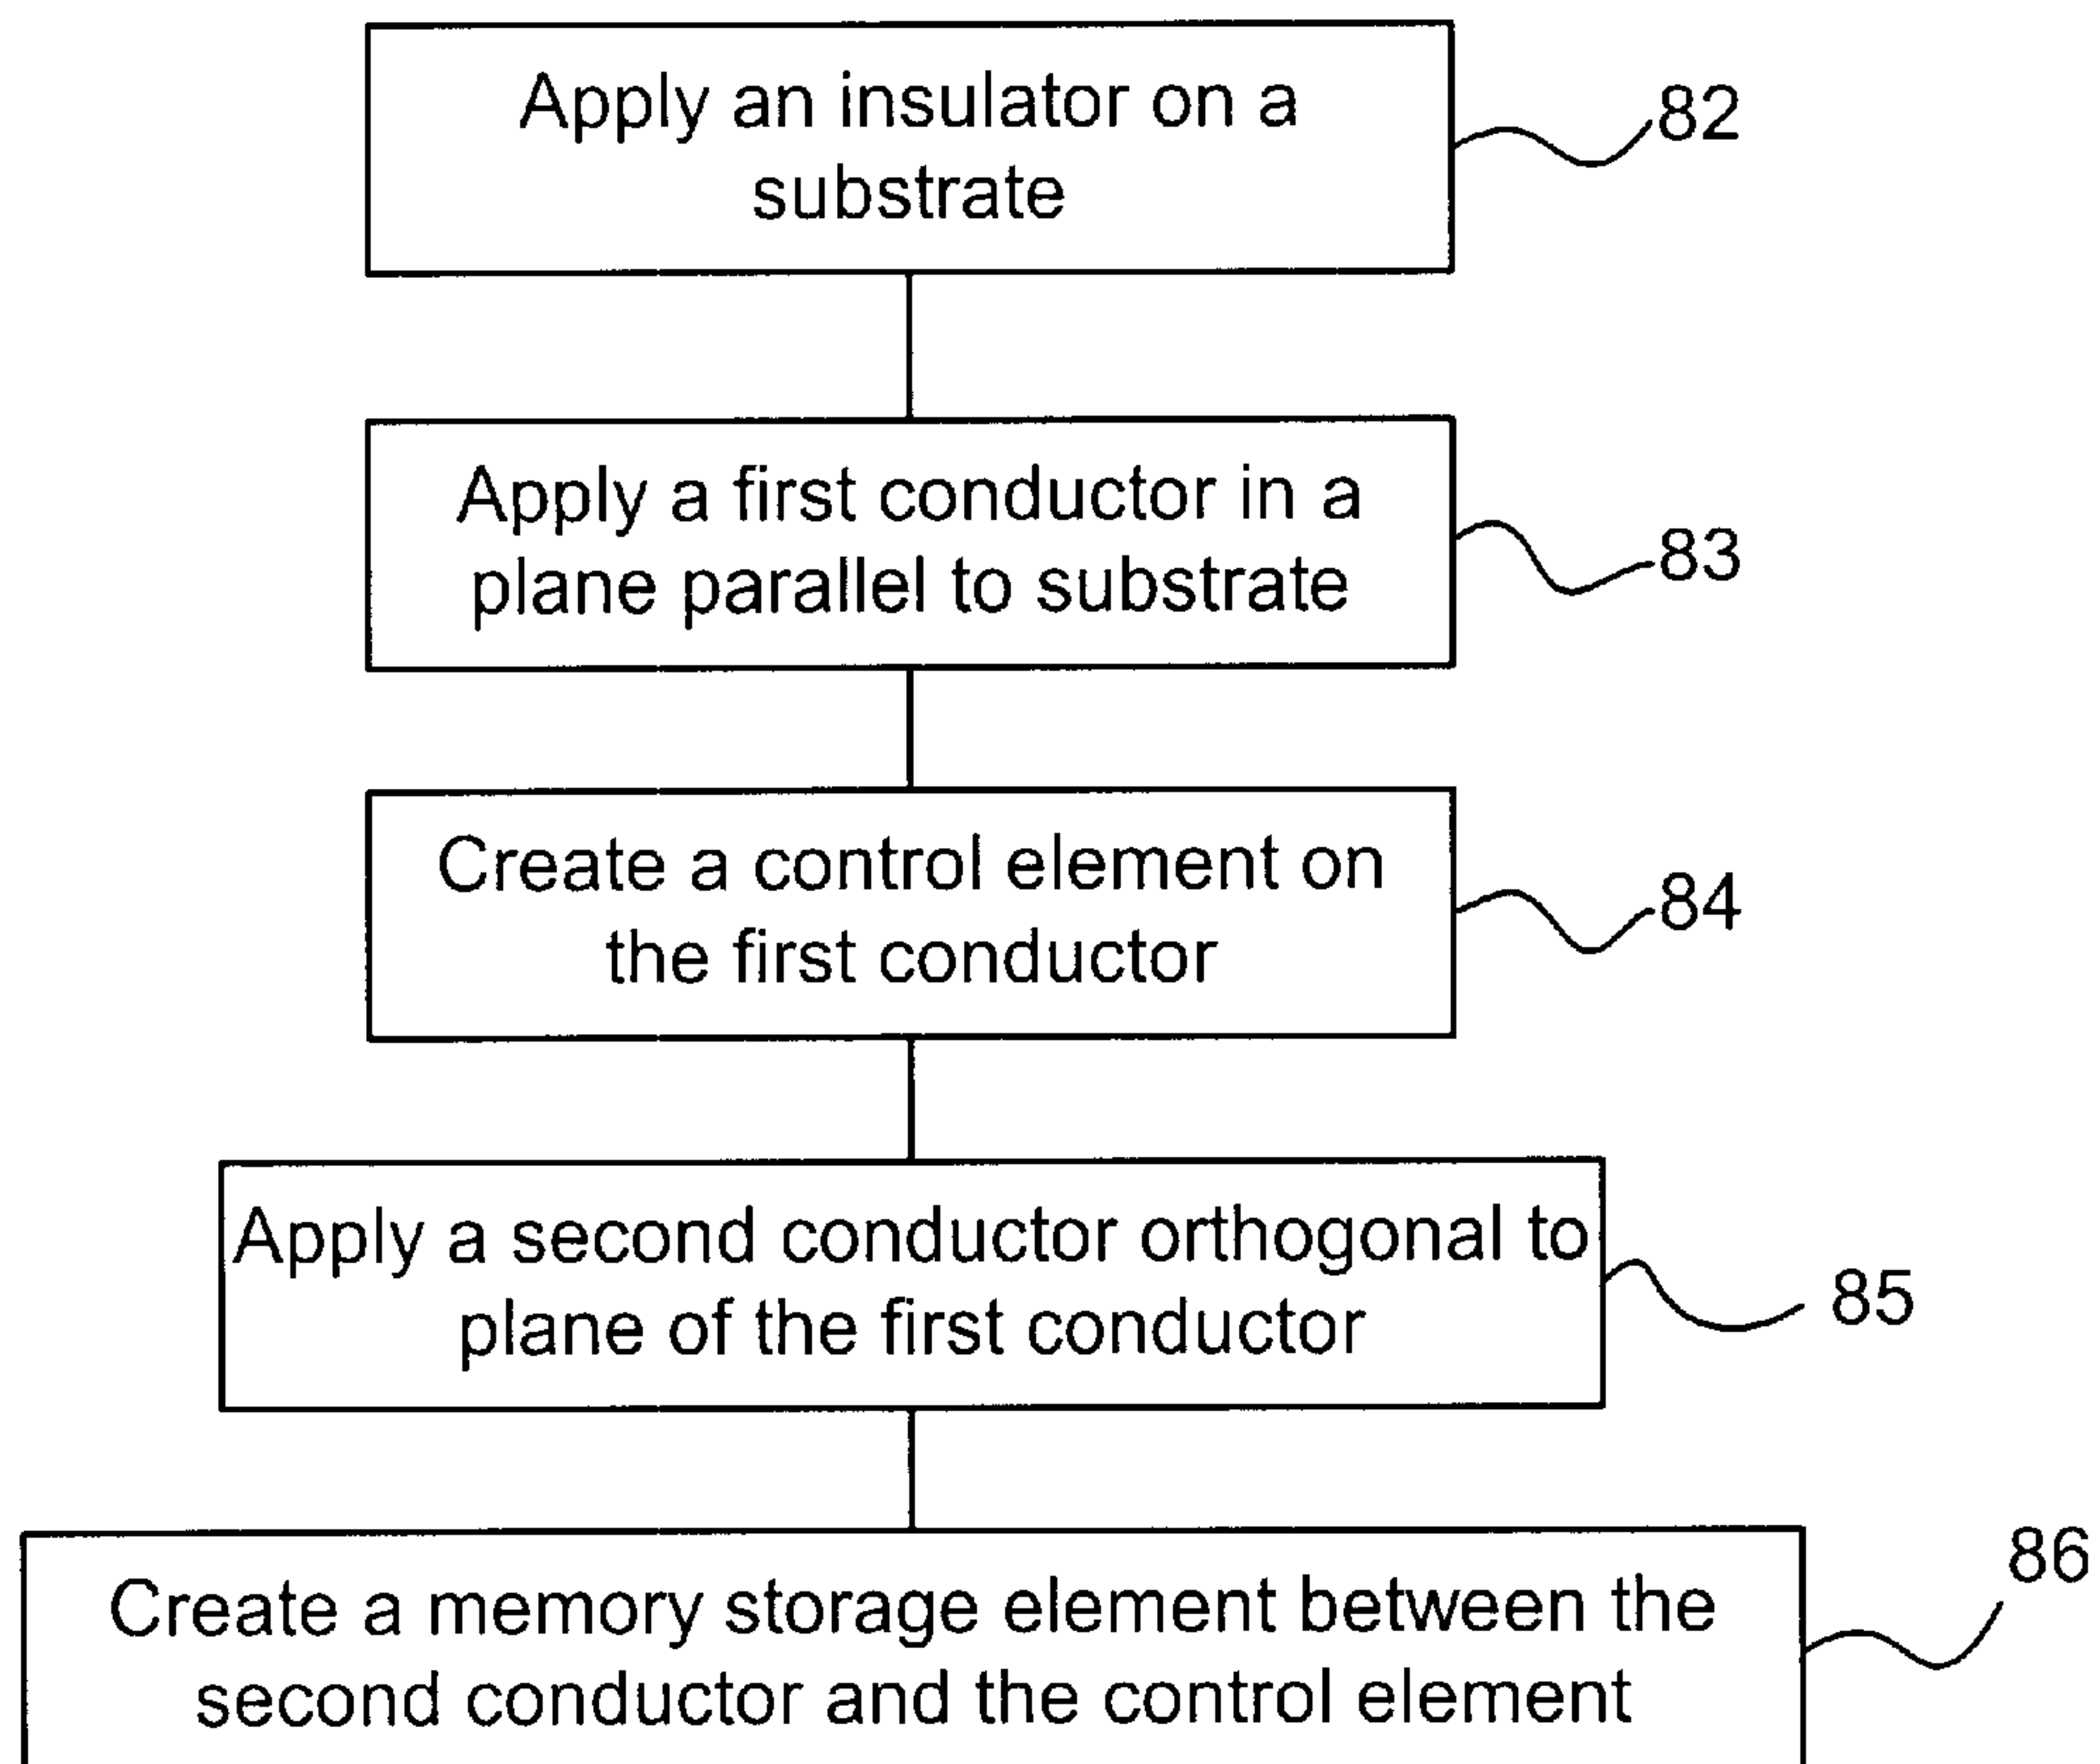 Apply an insulator on a
substrate
82
Apply a first conductor in a
plane parallel to substrate
83
Create a control element on
the first conductor
84
Apply a second conductor orthogonal to
plane of the first conductor
85
Create a memory storage element between the
second conductor and the control element
86